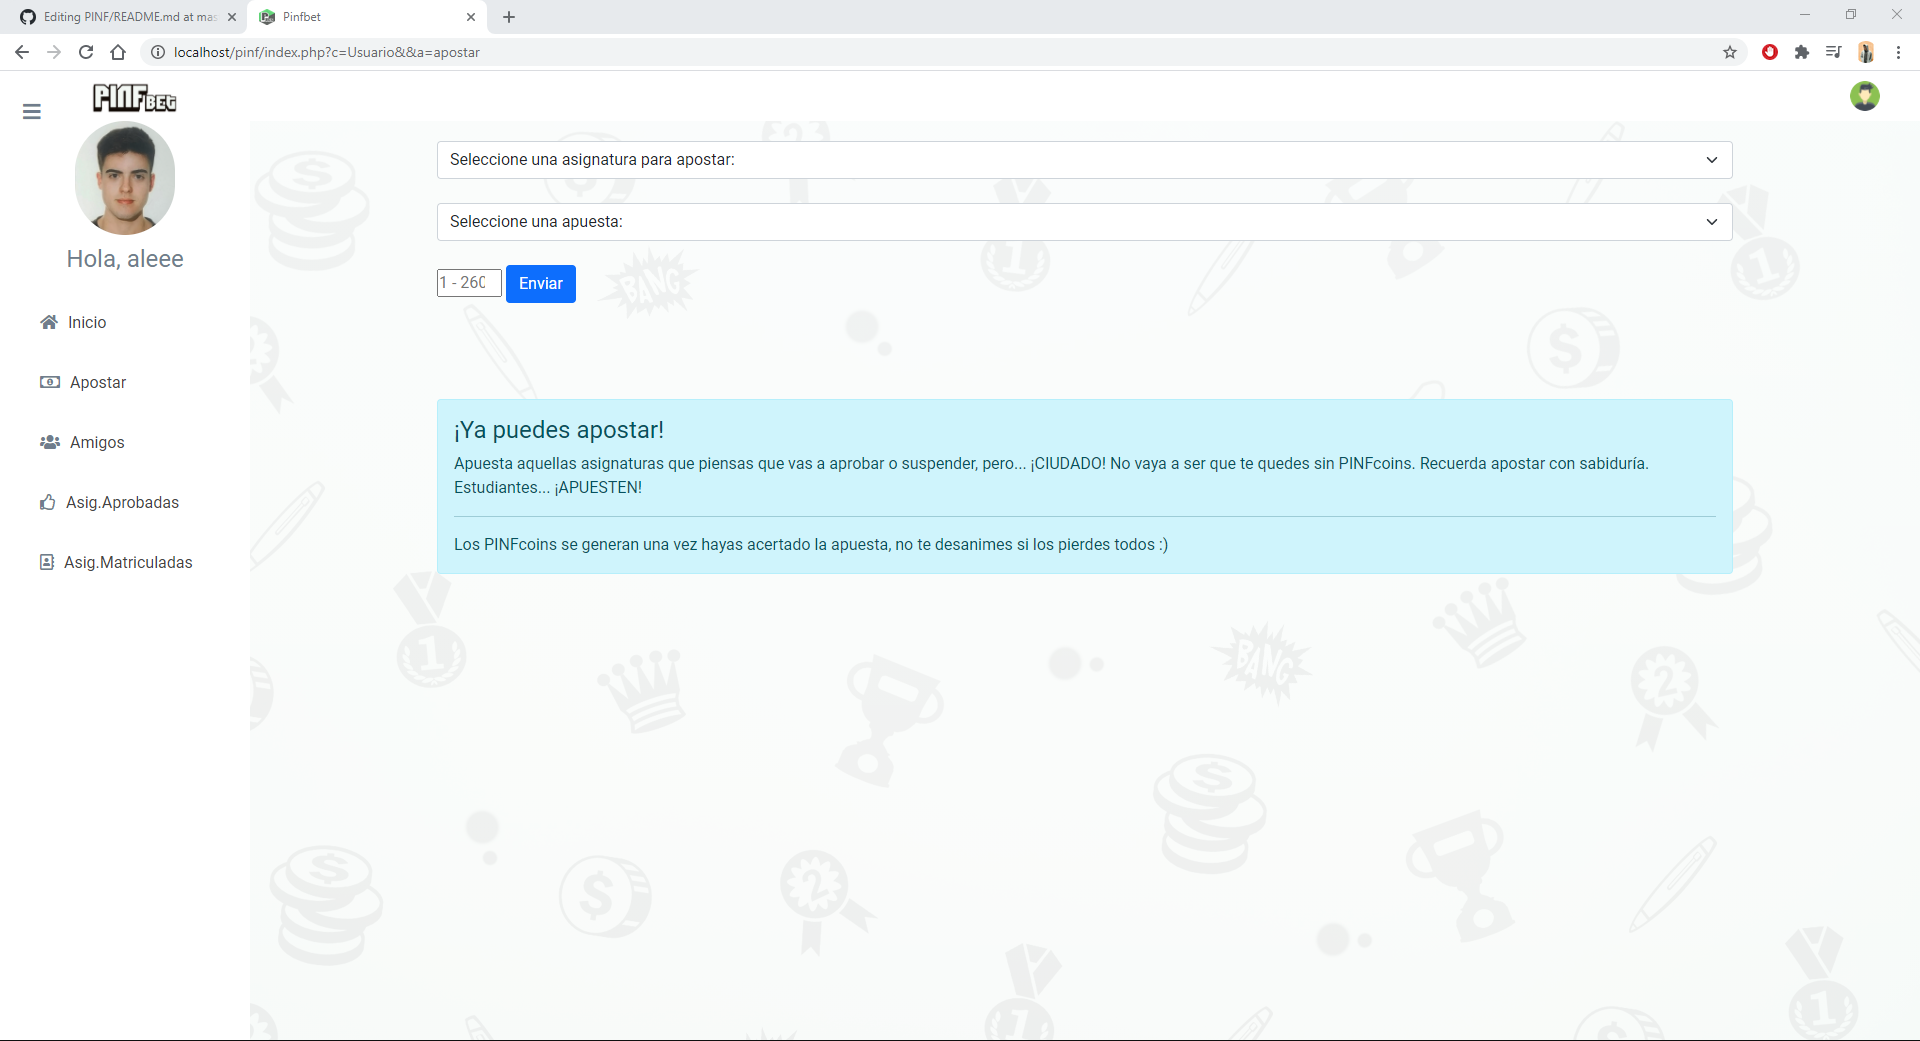 Editing PINF/README.md at mas
Pinfbet
localhost/pinf/index.php?c=Usuario&&a=apostar
PINFBET
Hola, aleee
Inicio
Apostar
Amigos
Asig.Aprobadas
Asig.Matriculadas
Seleccione una asignatura para apostar:
Seleccione una apuesta:
1 - 260
Enviar
¡Ya puedes apostar!
Apuesta aquellas asignaturas que piensas que vas a aprobar o suspender, pero... ¡CIUDADO! No vaya a ser que te quedes sin PINFcoins. Recuerda apostar con sabiduría.
Estudiantes... ¡APUESTEN!
Los PINFcoins se generan una vez hayas acertado la apuesta, no te desanimes si los pierdes todos :)
BANG
BANG